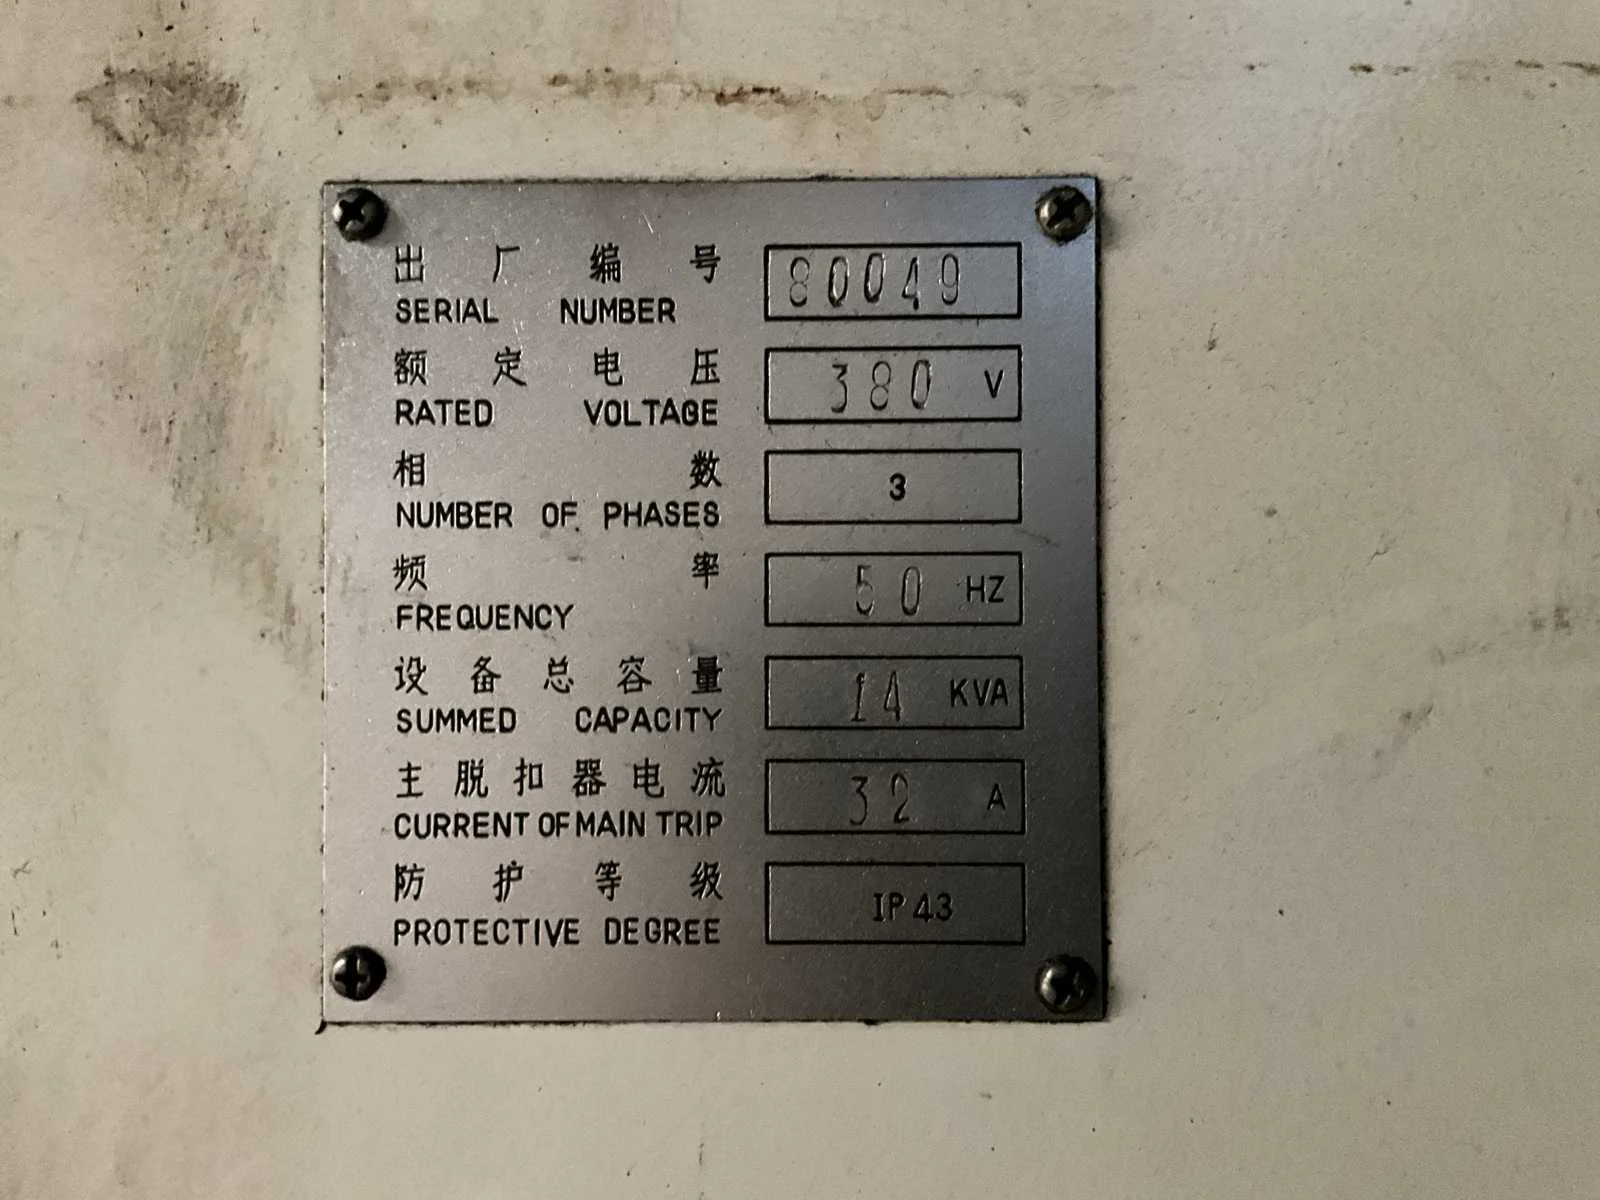 出厂编号 80049
SERIAL NUMBER
额定电压 380 V
RATED VOLTAGE
相数 3
NUMBER OF PHASES
频率 50 HZ
FREQUENCY
设备总容量 14 KVA
SUMMED CAPACITY
主脱扣器电流 32 A
CURRENT OF MAIN TRIP
防护等级 IP43
PROTECTIVE DEGREE